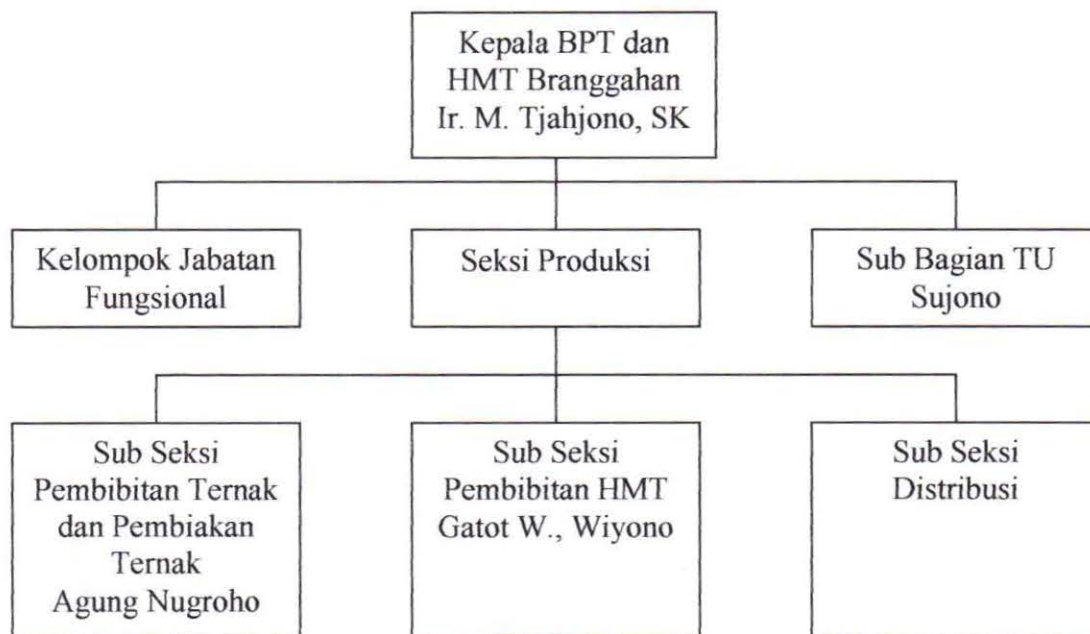 Kepala BPT dan
HMT Branggahan
Ir. M. Tjahjono, SK
Kelompok Jabatan
Fungsional
Seksi Produksi
Sub Bagian TU
Sujono
Sub Seksi
Pembibitan Ternak
dan Pembiakan
Ternak
Agung Nugroho
Sub Seksi
Pembibitan HMT
Gatot W., Wiyono
Sub Seksi
Distribusi